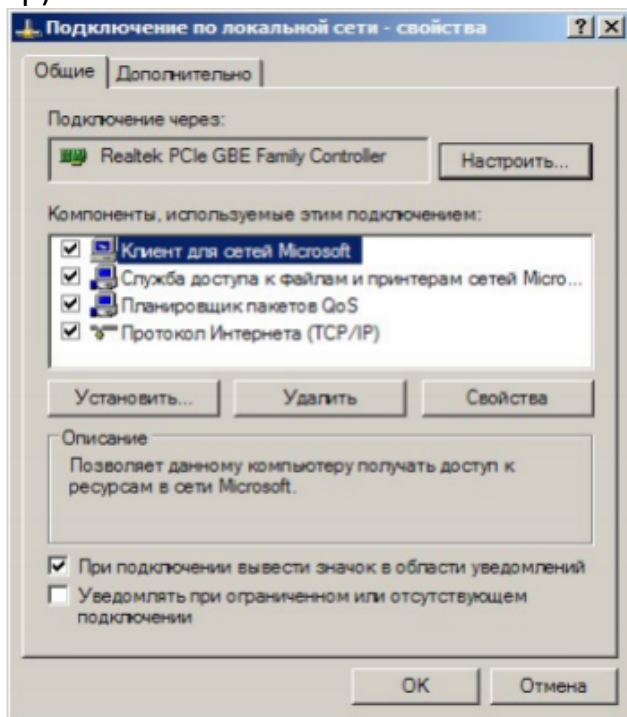 Подключение по локальной сети - свойства
Общие Дополнительно
Подключение через:
Realtek PCIe GBE Family Controller Настроить...
Компоненты, используемые этим подключением:
Клиент для сетей Microsoft
Служба доступа к файлам и принтерам сетей Micro...
Планировщик пакетов QoS
Протокол Интернета (TCP/IP)
Установить... Удалить Свойства
Описание
Позволяет данному компьютеру получать доступ к
ресурсам в сети Microsoft.
При подключении вывести значок в области уведомлений
Уведомлять при ограниченном или отсутствующем
подключении
OK Отмена